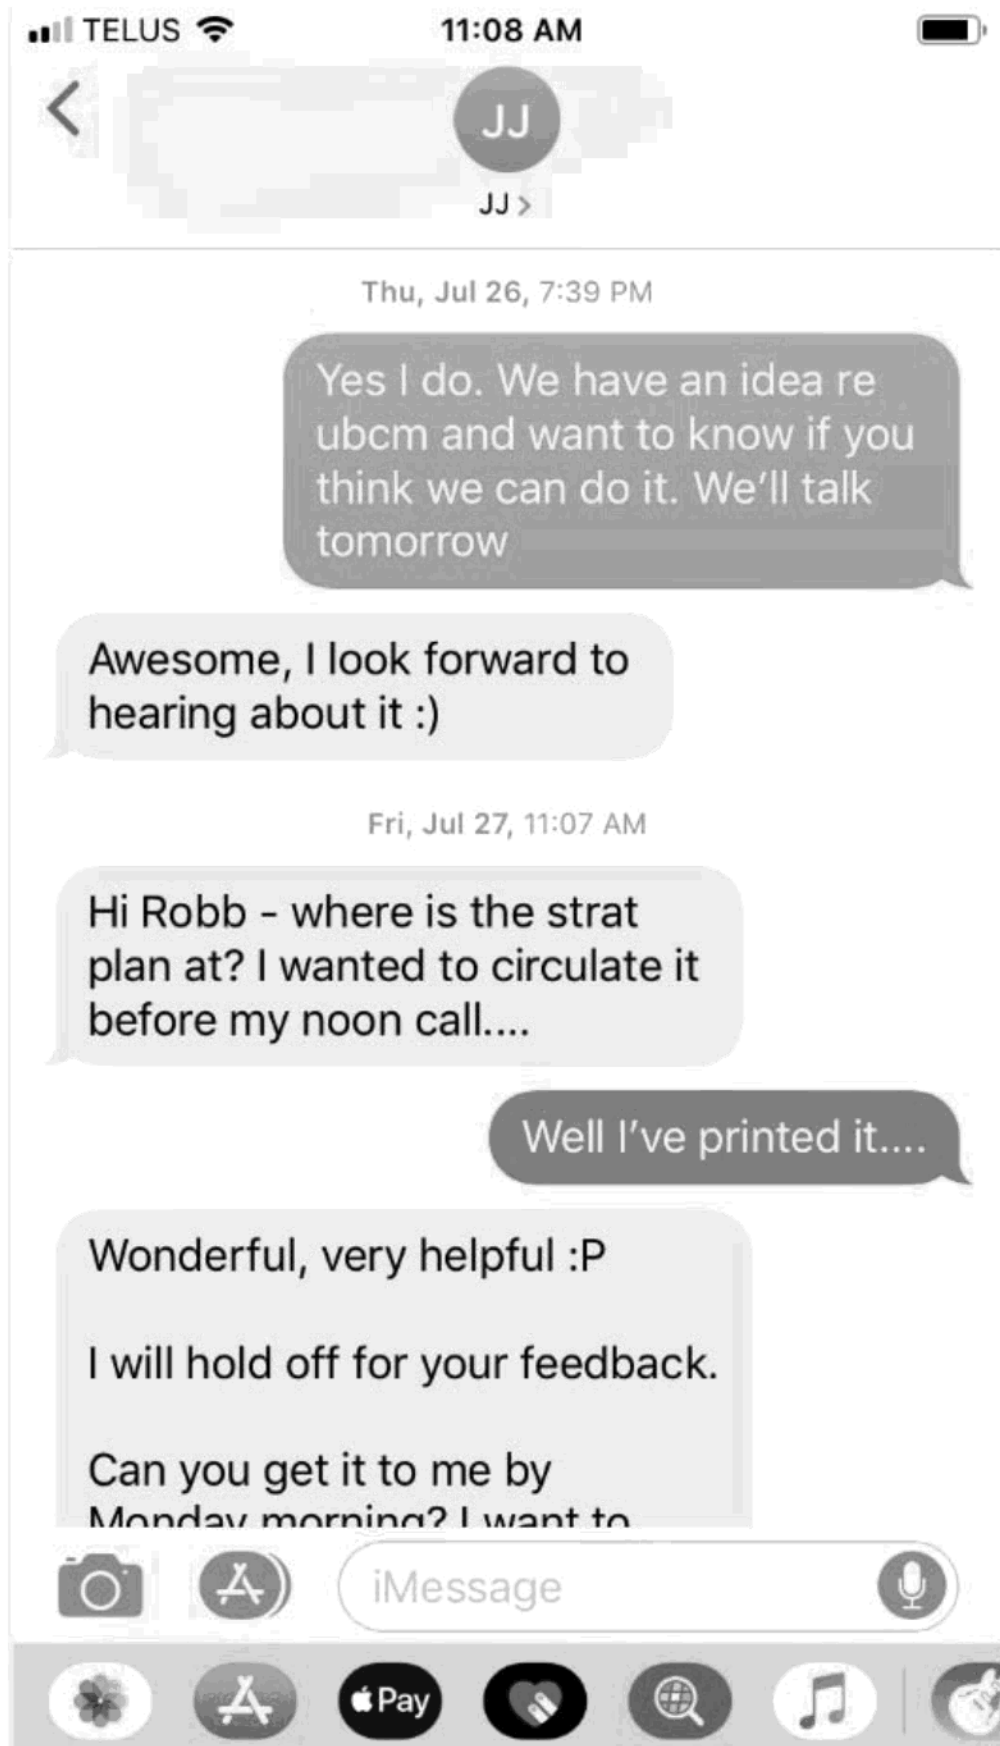 TELUS 11:08 AM
JJ
JJ >
Thu, Jul 26, 7:39 PM
Yes I do. We have an idea re
ubcm and want to know if you
think we can do it. We’ll talk
tomorrow
Awesome, I look forward to
hearing about it :)
Fri, Jul 27, 11:07 AM
Hi Robb - where is the strat
plan at? I wanted to circulate it
before my noon call....
Well I’ve printed it....
Wonderful, very helpful :P
I will hold off for your feedback.
Can you get it to me by
Monday morning? I want to
iMessage
Pay